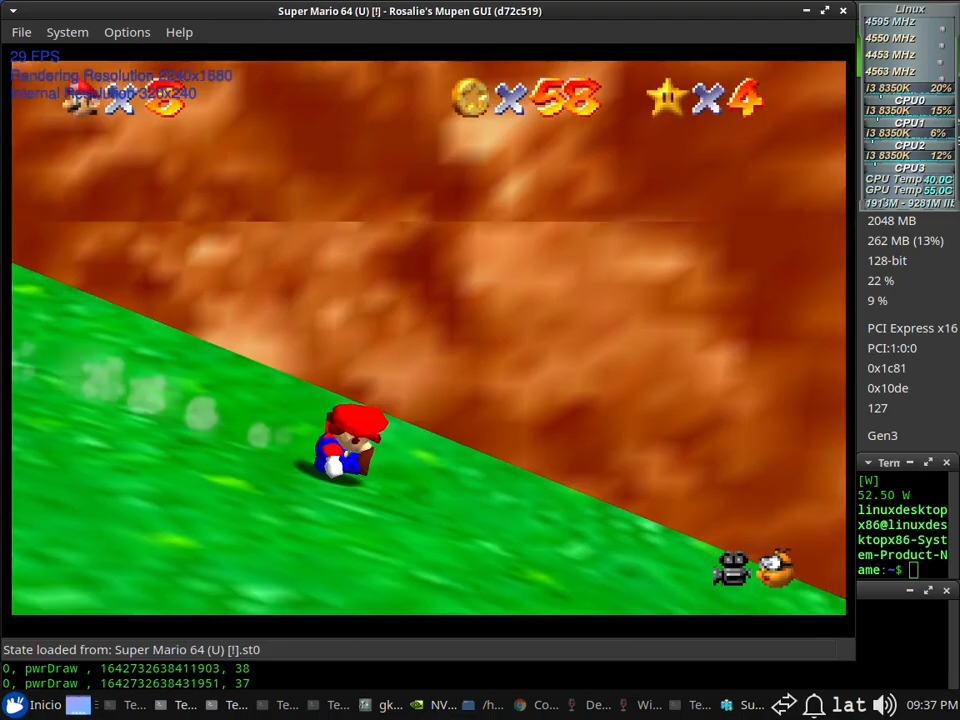 Super Mario 64 (U) [!] - Rosalie's Mupen GUI (d72c519)
File System Options Help
29 FPS
Rendering Resolution 2240x1680
Internal Resolution 320x240
58
4
State loaded from: Super Mario 64 (U) [!].st0
0, pwrDraw , 1642732638411903, 38
0, pwrDraw , 1642732638431951, 37
Linux
4595 MHz
4550 MHz
4453 MHz
4563 MHz
I3 8350K 20%
CPU0
I3 8350K 15%
CPU1
I3 8350K 6%
CPU2
I3 8350K 12%
CPU3
CPU Temp 40.0C
GPU Temp 55.0C
2048 MB
262 MB (13%)
128-bit
22 %
9 %
PCI Express x16
PCI:1:0:0
0x1c81
0x10de
127
Gen3
Tern
[W]
52.50 W
linuxdesktop
x86@linuxdes
ktopx86-Syst
em-Product-N
ame:~$
Inicio Te... Te... Te... Te... Te... gk... NV... /h... Co... De... Wi... Te... Su... lat 09:37 PM